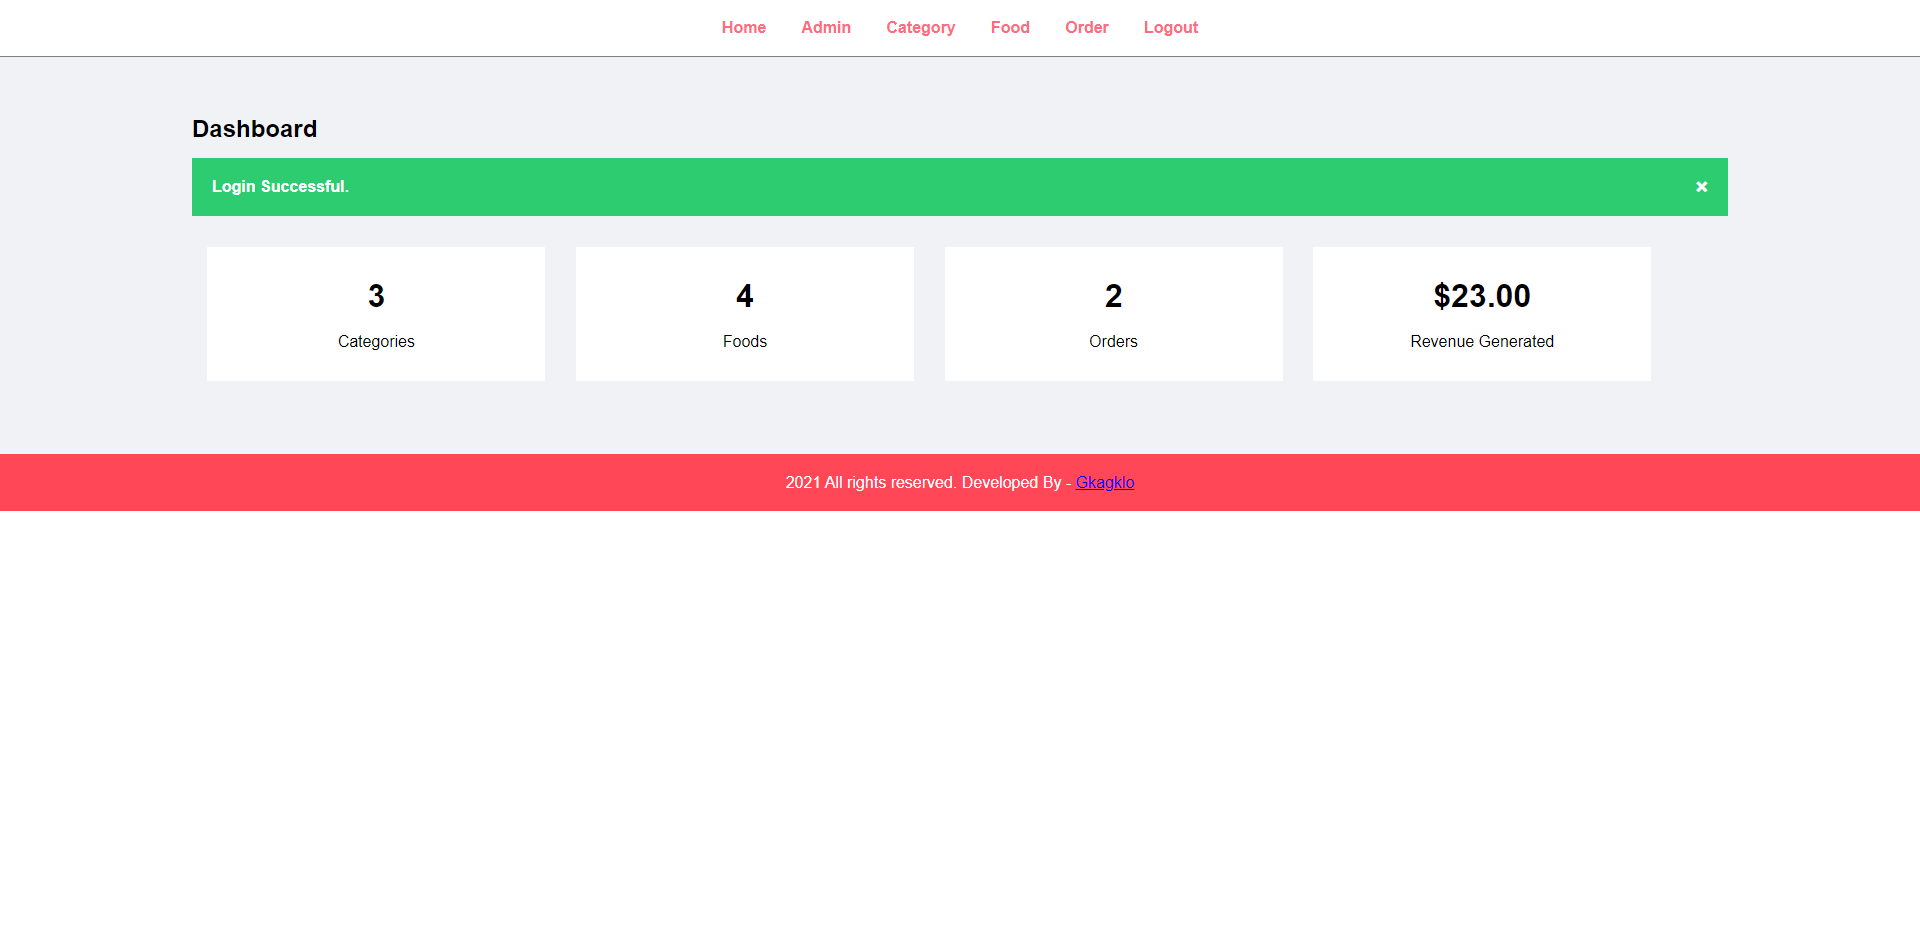 Home Admin Category Food Order Logout
Dashboard
Login Successful. ×
3 4 2 $23.00
Categories Foods Orders Revenue Generated
2021 All rights reserved. Developed By - Gkagklo